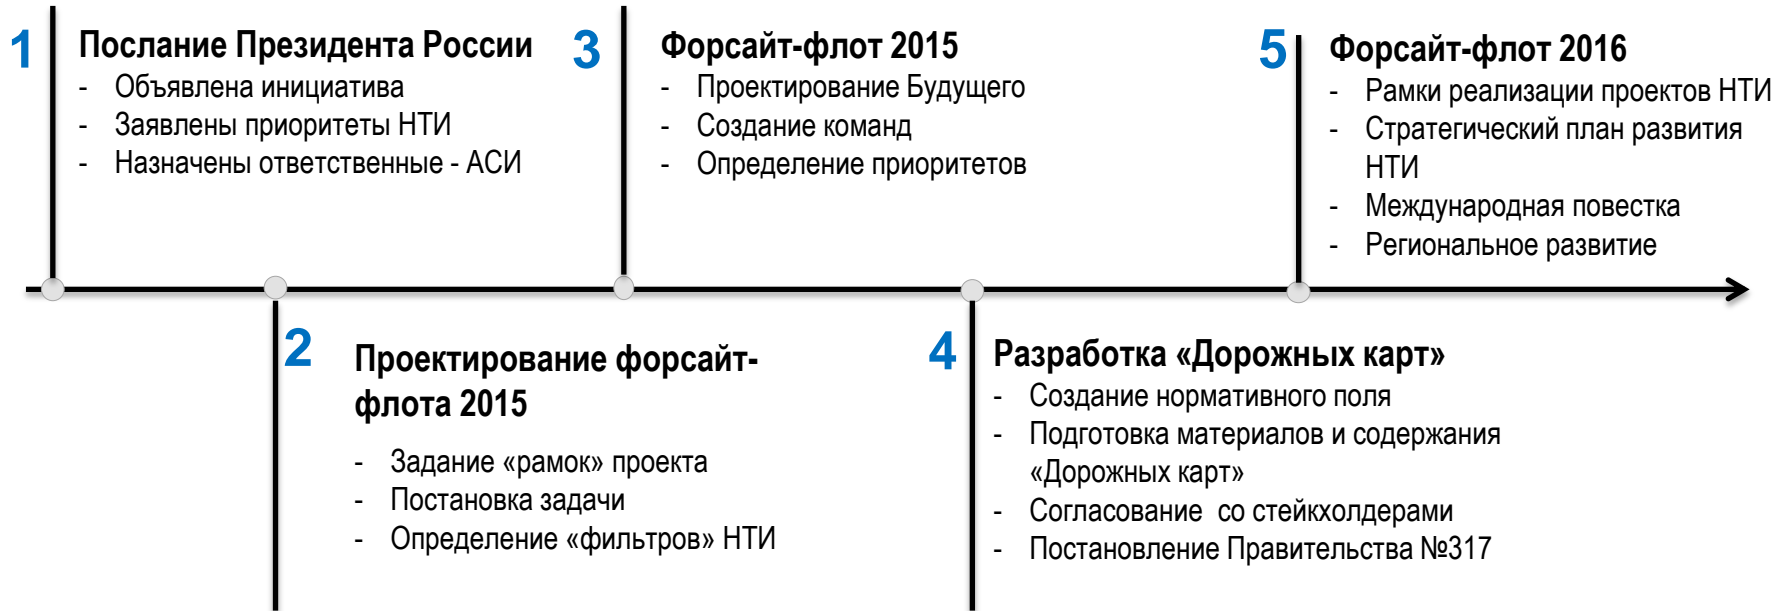 1
Послание Президента России
- Объявлена инициатива
- Заявлены приоритеты НТИ
- Назначены ответственные - АСИ
2
Проектирование форсайт-
флота 2015
- Задание «рамок» проекта
- Постановка задачи
- Определение «фильтров» НТИ
3
Форсайт-флот 2015
- Проектирование Будущего
- Создание команд
- Определение приоритетов
4
Разработка «Дорожных карт»
- Создание нормативного поля
- Подготовка материалов и содержания
«Дорожных карт»
- Согласование со стейкхолдерами
- Постановление Правительства №317
5
Форсайт-флот 2016
- Рамки реализации проектов НТИ
- Стратегический план развития
НТИ
- Международная повестка
- Региональное развитие